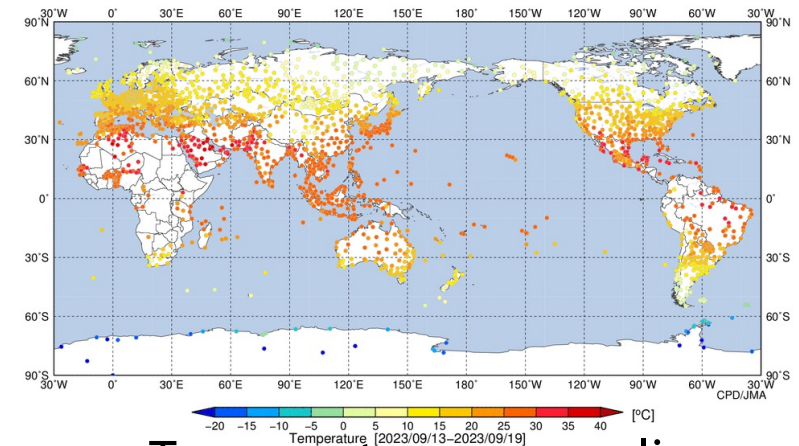 30˚W 0˚ 30˚E 60˚E 90˚E 120˚E 150˚E 180˚ 150˚W 120˚W 90˚W 60˚W 30˚W
90˚N 90˚N
60˚N 60˚N
30˚N 30˚N
0˚ 0˚
30˚S 30˚S
60˚S 60˚S
90˚S 90˚S
30˚W 0˚ 30˚E 60˚E 90˚E 120˚E 150˚E 180˚ 150˚W 120˚W 90˚W 60˚W 30˚W
CPD/JMA
−20 −15 −10 −5 0 5 10 15 20 25 30 35 40 [ºC]
Temperature [2023/09/13−2023/09/19]